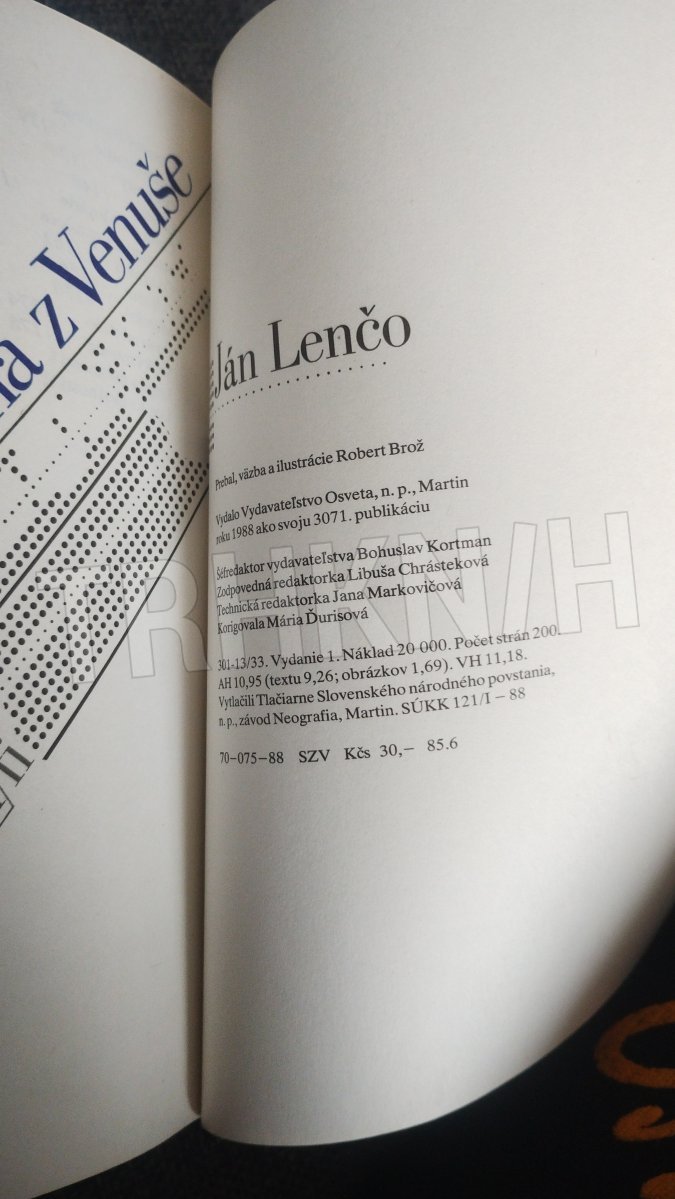 z Venuše
Ján Lenčo
Prebal, väzba a ilustrácie Robert Brož
Vydalo Vydavateľstvo Osveta, n. p., Martin
roku 1988 ako svoju 3071. publikáciu
Šéfredaktor vydavateľstva Bohuslav Kortman
Zodpovedná redaktorka Libuša Chrásteková
Technická redaktorka Jana Markovičová
Korigovala Mária Ďurisová
301-13/33. Vydanie 1. Náklad 20 000. Počet strán 200.
AH 10,95 (textu 9,26; obrázkov 1,69). VH 11,18.
Vytlačili Tlačiarne Slovenského národného povstania,
n. p., závod Neografia, Martin. SÚKK 121/I – 88
70–075–88 SZV Kčs 30,– 85.6